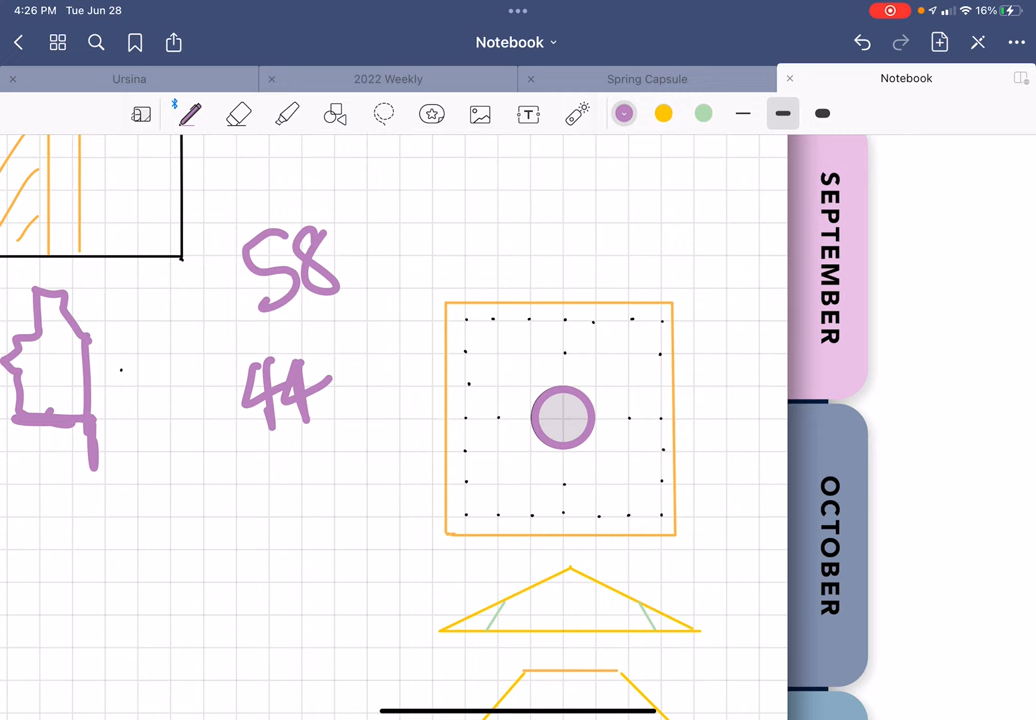 4:26 PM Tue Jun 28
16%
Notebook
Ursina
2022 Weekly
Spring Capsule
Notebook
T
58
44
SEPTEMBER
OCTOBER